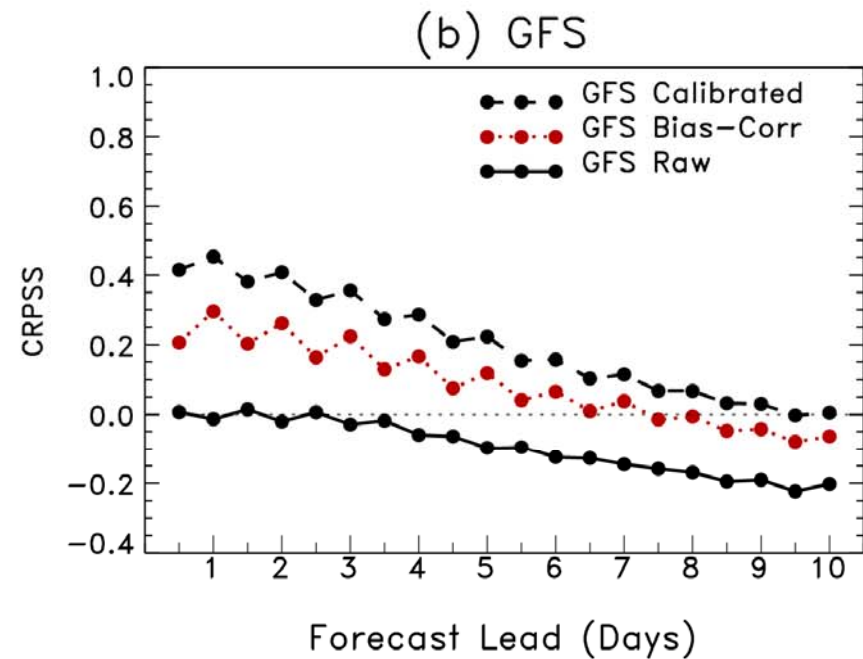 (b) GFS
1.0
0.8
0.6
0.4
0.2
0.0
−0.2
−0.4
CRPSS
GFS Calibrated
GFS Bias−Corr
GFS Raw
1 2 3 4 5 6 7 8 9 10
Forecast Lead (Days)